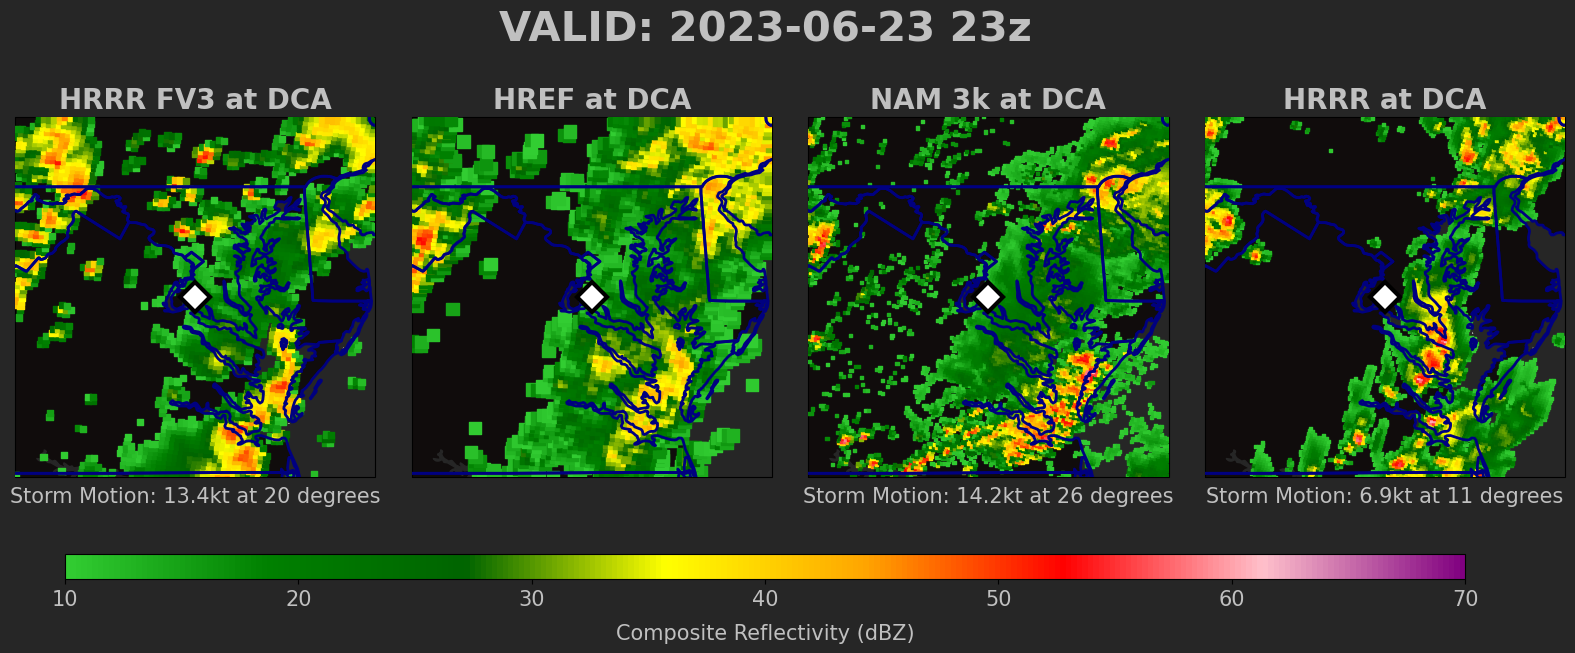 VALID: 2023-06-23 23z
HRRR FV3 at DCA
HREF at DCA
NAM 3k at DCA
HRRR at DCA
Storm Motion: 13.4kt at 20 degrees
Storm Motion: 14.2kt at 26 degrees
Storm Motion: 6.9kt at 11 degrees
10 20 30 40 50 60 70
Composite Reflectivity (dBZ)